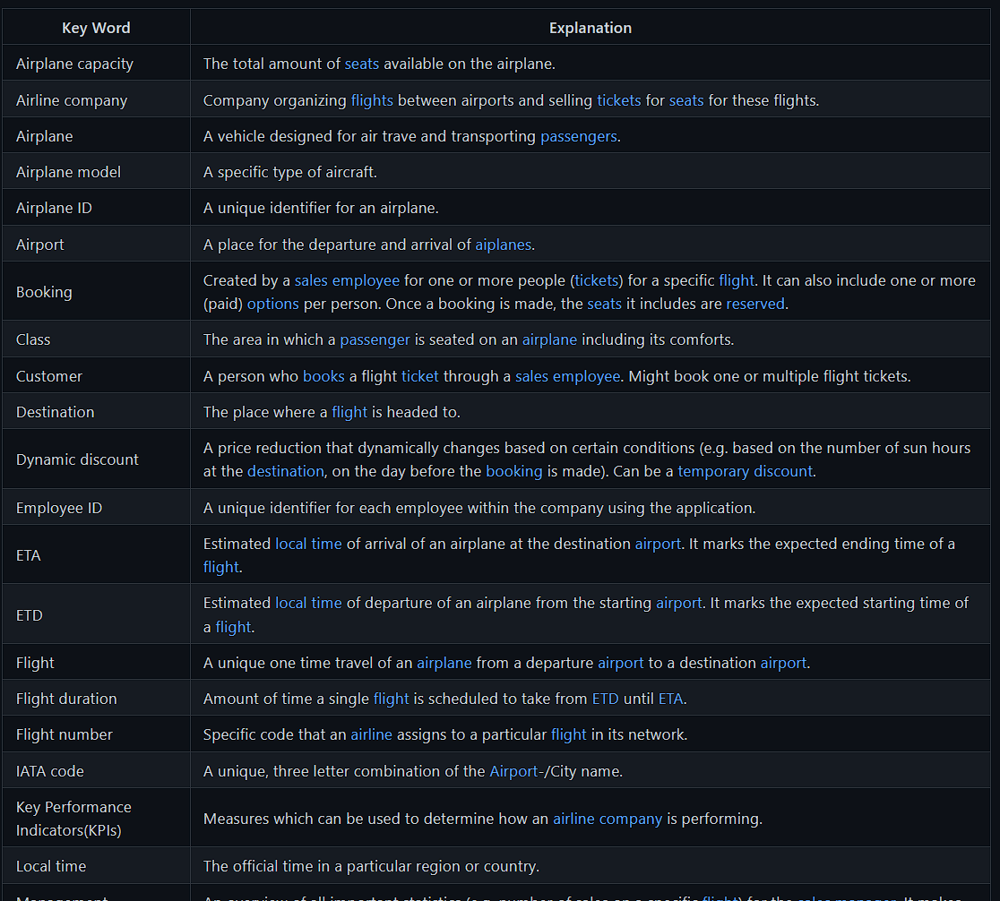 Key Word Explanation
Airplane capacity The total amount of seats available on the airplane.
Airline company Company organizing flights between airports and selling tickets for seats for these flights.
Airplane A vehicle designed for air trave and transporting passengers.
Airplane model A specific type of aircraft.
Airplane ID A unique identifier for an airplane.
Airport A place for the departure and arrival of aiplanes.
Booking Created by a sales employee for one or more people (tickets) for a specific flight. It can also include one or more
(paid) options per person. Once a booking is made, the seats it includes are reserved.
Class The area in which a passenger is seated on an airplane including its comforts.
Customer A person who books a flight ticket through a sales employee. Might book one or multiple flight tickets.
Destination The place where a flight is headed to.
Dynamic discount A price reduction that dynamically changes based on certain conditions (e.g. based on the number of sun hours
at the destination, on the day before the booking is made). Can be a temporary discount.
Employee ID A unique identifier for each employee within the company using the application.
ETA Estimated local time of arrival of an airplane at the destination airport. It marks the expected ending time of a
flight.
ETD Estimated local time of departure of an airplane from the starting airport. It marks the expected starting time of
a flight.
Flight A unique one time travel of an airplane from a departure airport to a destination airport.
Flight duration Amount of time a single flight is scheduled to take from ETD until ETA.
Flight number Specific code that an airline assigns to a particular flight in its network.
IATA code A unique, three letter combination of the Airport-/City name.
Key Performance
Indicators(KPIs) Measures which can be used to determine how an airline company is performing.
Local time The official time in a particular region or country.
Management An overview of all important statistics (e.g. number of sales on a specific flight) for the sales manager. It makes